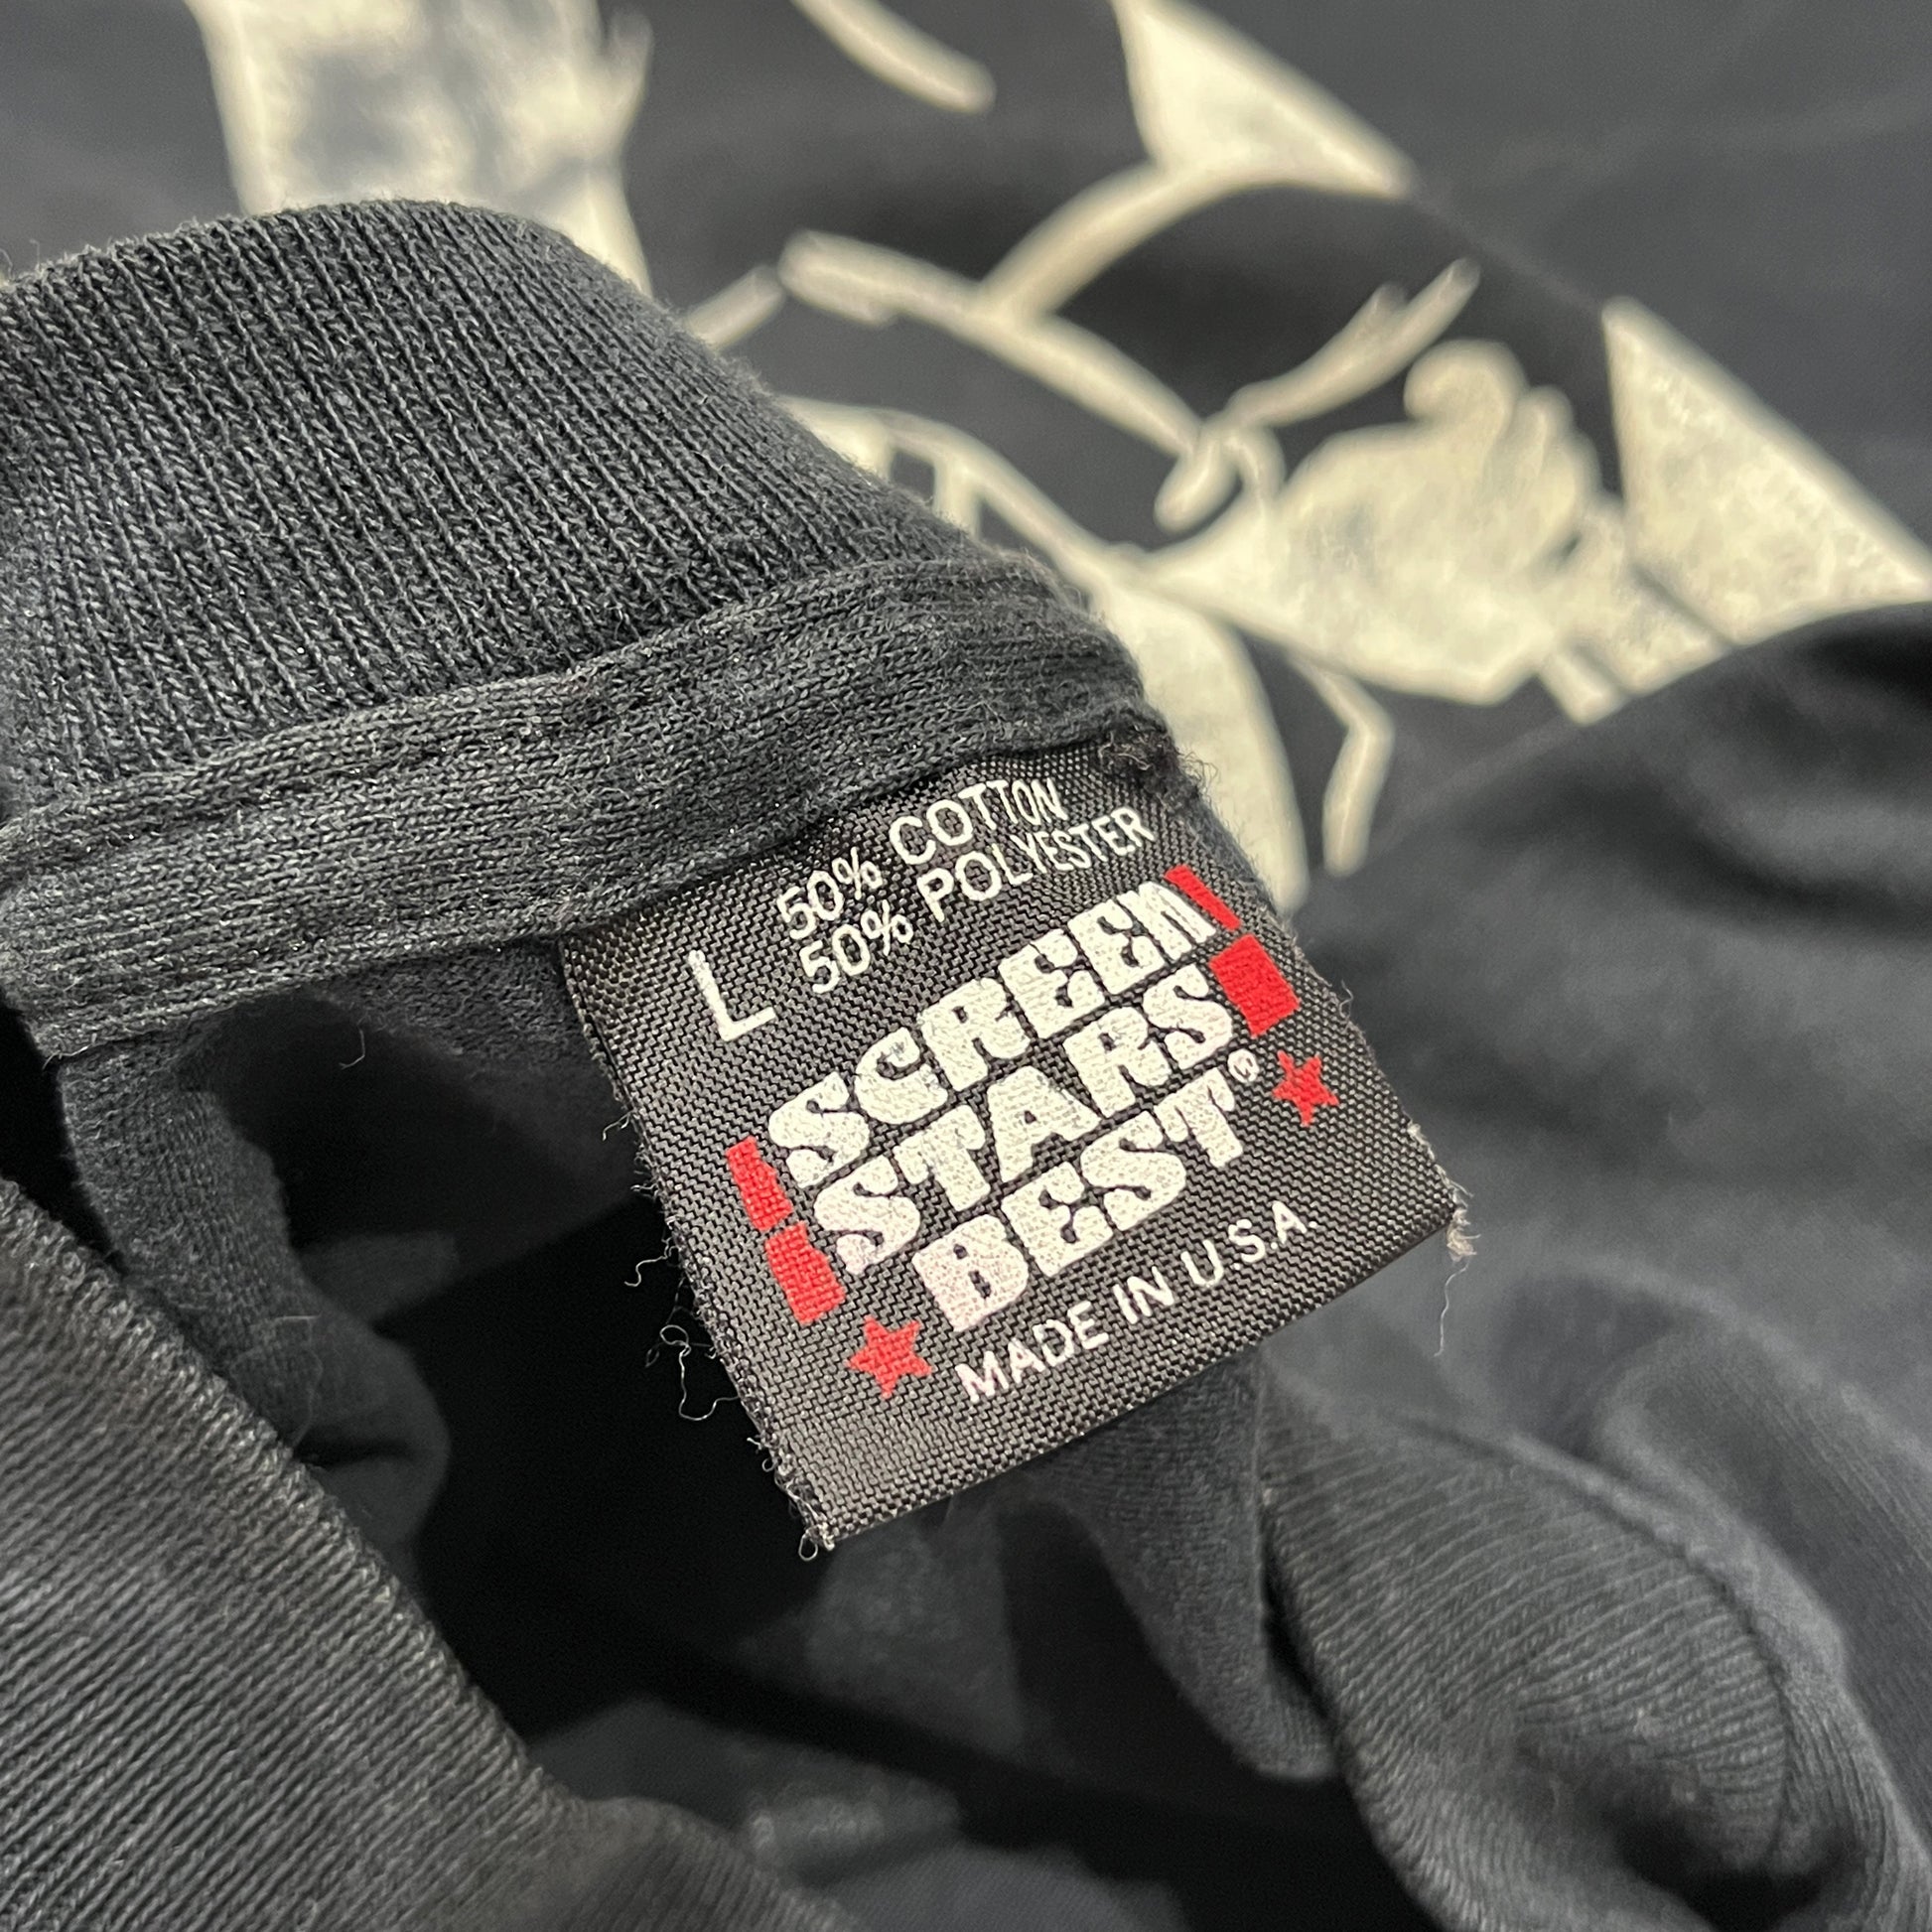 50% COTTON
50% POLYESTER
L
SCREEN
STARS
BEST®
MADE IN U.S.A.